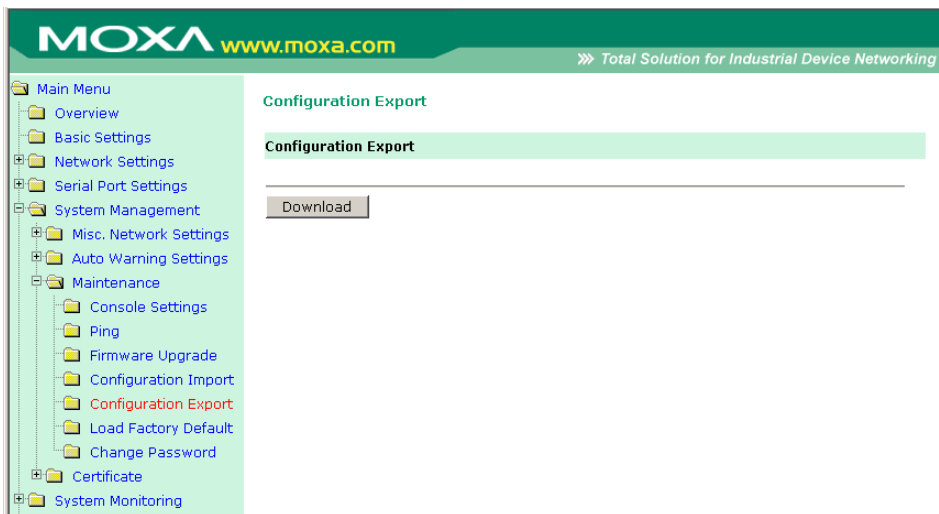 MOXA www.moxa.com
Total Solution for Industrial Device Networking
Main Menu
Overview
Basic Settings
Network Settings
Serial Port Settings
System Management
Misc. Network Settings
Auto Warning Settings
Maintenance
Console Settings
Ping
Firmware Upgrade
Configuration Import
Configuration Export
Load Factory Default
Change Password
Certificate
System Monitoring
Configuration Export
Configuration Export
Download